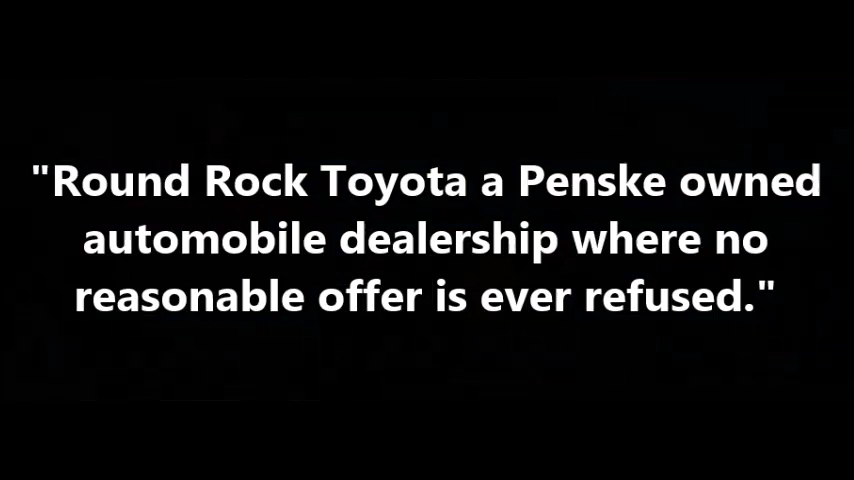 "Round Rock Toyota a Penske owned
automobile dealership where no
reasonable offer is ever refused."